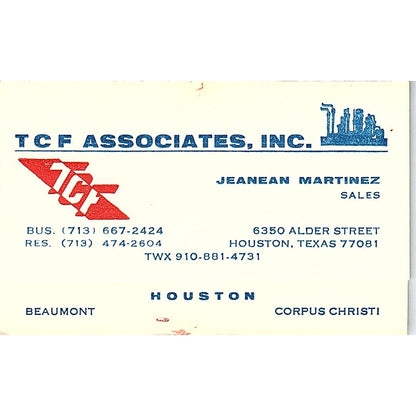 TCF ASSOCIATES, INC.
TCF
JEANEAN MARTINEZ
SALES
BUS. (713) 667-2424
RES. (713) 474-2604
6350 ALDER STREET
HOUSTON, TEXAS 77081
TWX 910-881-4731
HOUSTON
BEAUMONT
CORPUS CHRISTI